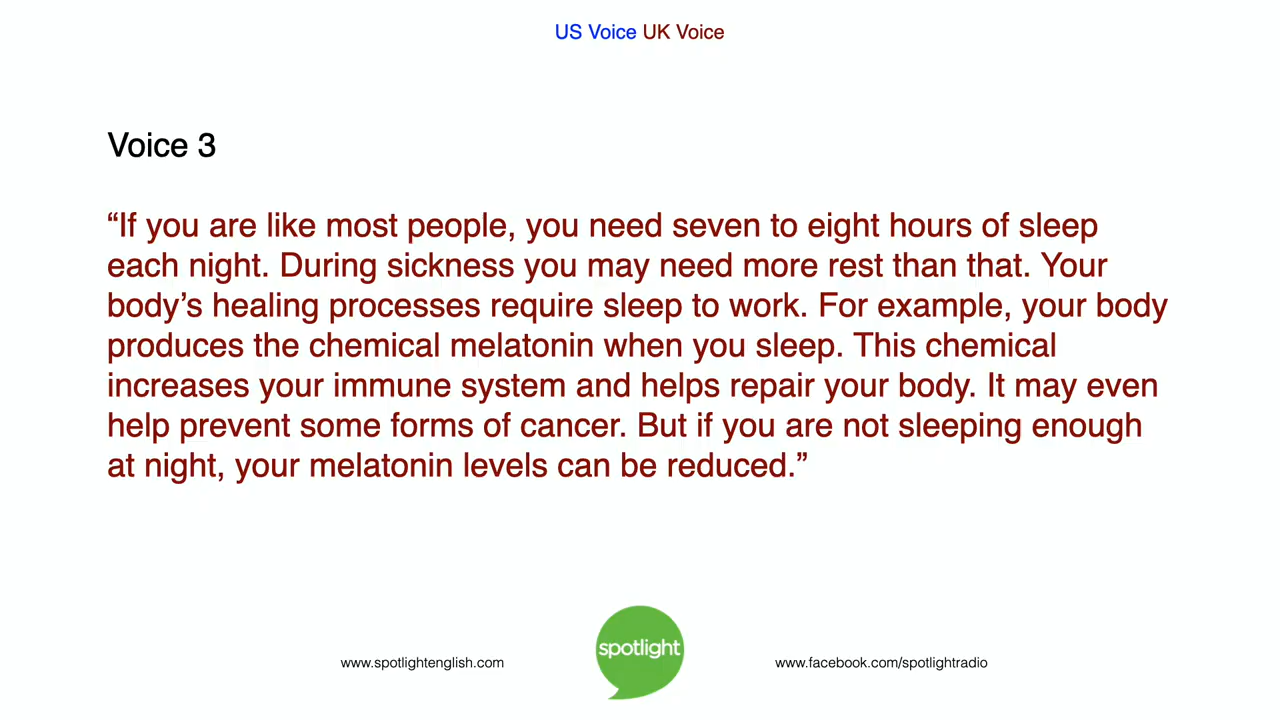 US Voice UK Voice
Voice 3
“If you are like most people, you need seven to eight hours of sleep
each night. During sickness you may need more rest than that. Your
body’s healing processes require sleep to work. For example, your body
produces the chemical melatonin when you sleep. This chemical
increases your immune system and helps repair your body. It may even
help prevent some forms of cancer. But if you are not sleeping enough
at night, your melatonin levels can be reduced.”
www.spotlightenglish.com
spotlight
www.facebook.com/spotlightradio